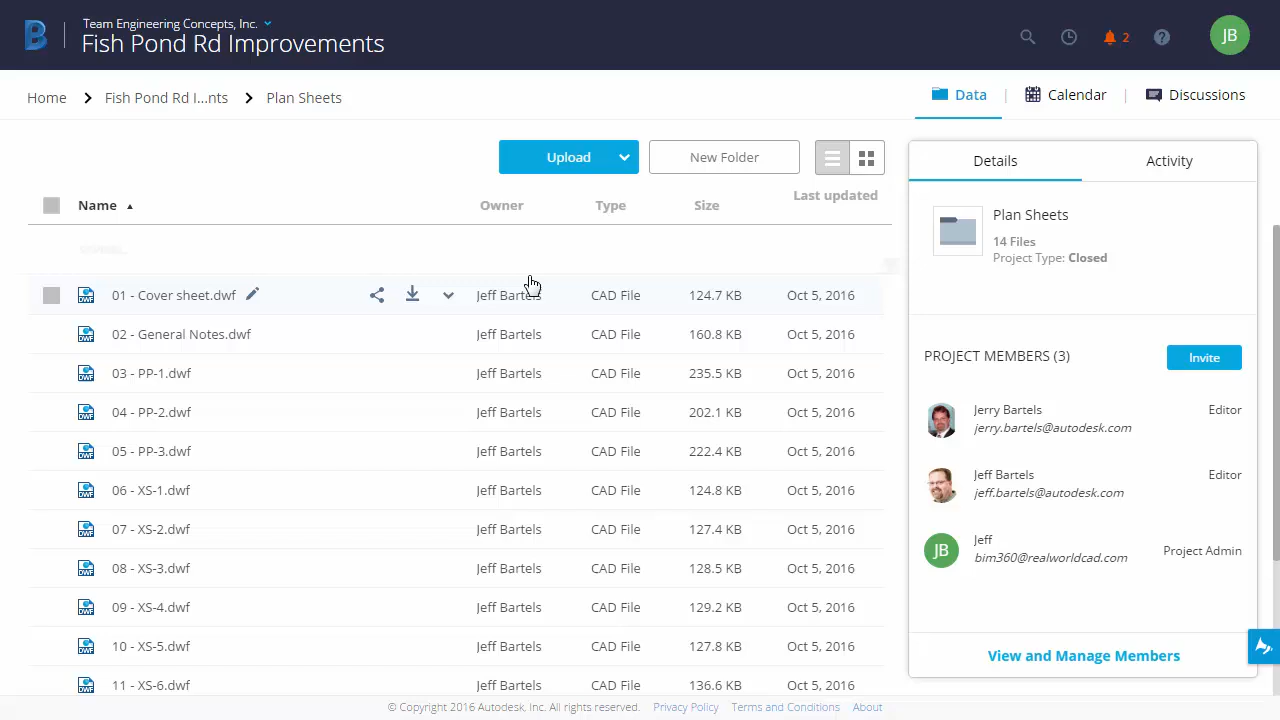 Team Engineering Concepts, Inc.
Fish Pond Rd Improvements
2
JB
Home
Fish Pond Rd I...nts
Plan Sheets
Data
Calendar
Discussions
Upload
New Folder
Name
Owner
Type
Size
Last updated
01 - Cover sheet.dwf Jeff Bartels CAD File 124.7 KB Oct 5, 2016
02 - General Notes.dwf Jeff Bartels CAD File 160.8 KB Oct 5, 2016
03 - PP-1.dwf Jeff Bartels CAD File 235.5 KB Oct 5, 2016
04 - PP-2.dwf Jeff Bartels CAD File 202.1 KB Oct 5, 2016
05 - PP-3.dwf Jeff Bartels CAD File 222.4 KB Oct 5, 2016
06 - XS-1.dwf Jeff Bartels CAD File 124.8 KB Oct 5, 2016
07 - XS-2.dwf Jeff Bartels CAD File 127.4 KB Oct 5, 2016
08 - XS-3.dwf Jeff Bartels CAD File 128.5 KB Oct 5, 2016
09 - XS-4.dwf Jeff Bartels CAD File 129.2 KB Oct 5, 2016
10 - XS-5.dwf Jeff Bartels CAD File 127.8 KB Oct 5, 2016
11 - XS-6.dwf Jeff Bartels CAD File 136.6 KB Oct 5, 2016
Details
Activity
Plan Sheets
14 Files
Project Type: Closed
PROJECT MEMBERS (3)
Invite
Jerry Bartels Editor
jerry.bartels@autodesk.com
Jeff Bartels Editor
jeff.bartels@autodesk.com
JB
Jeff
bim360@realworldcad.com Project Admin
View and Manage Members
© Copyright 2016 Autodesk, Inc. All rights reserved. Privacy Policy Terms and Conditions About